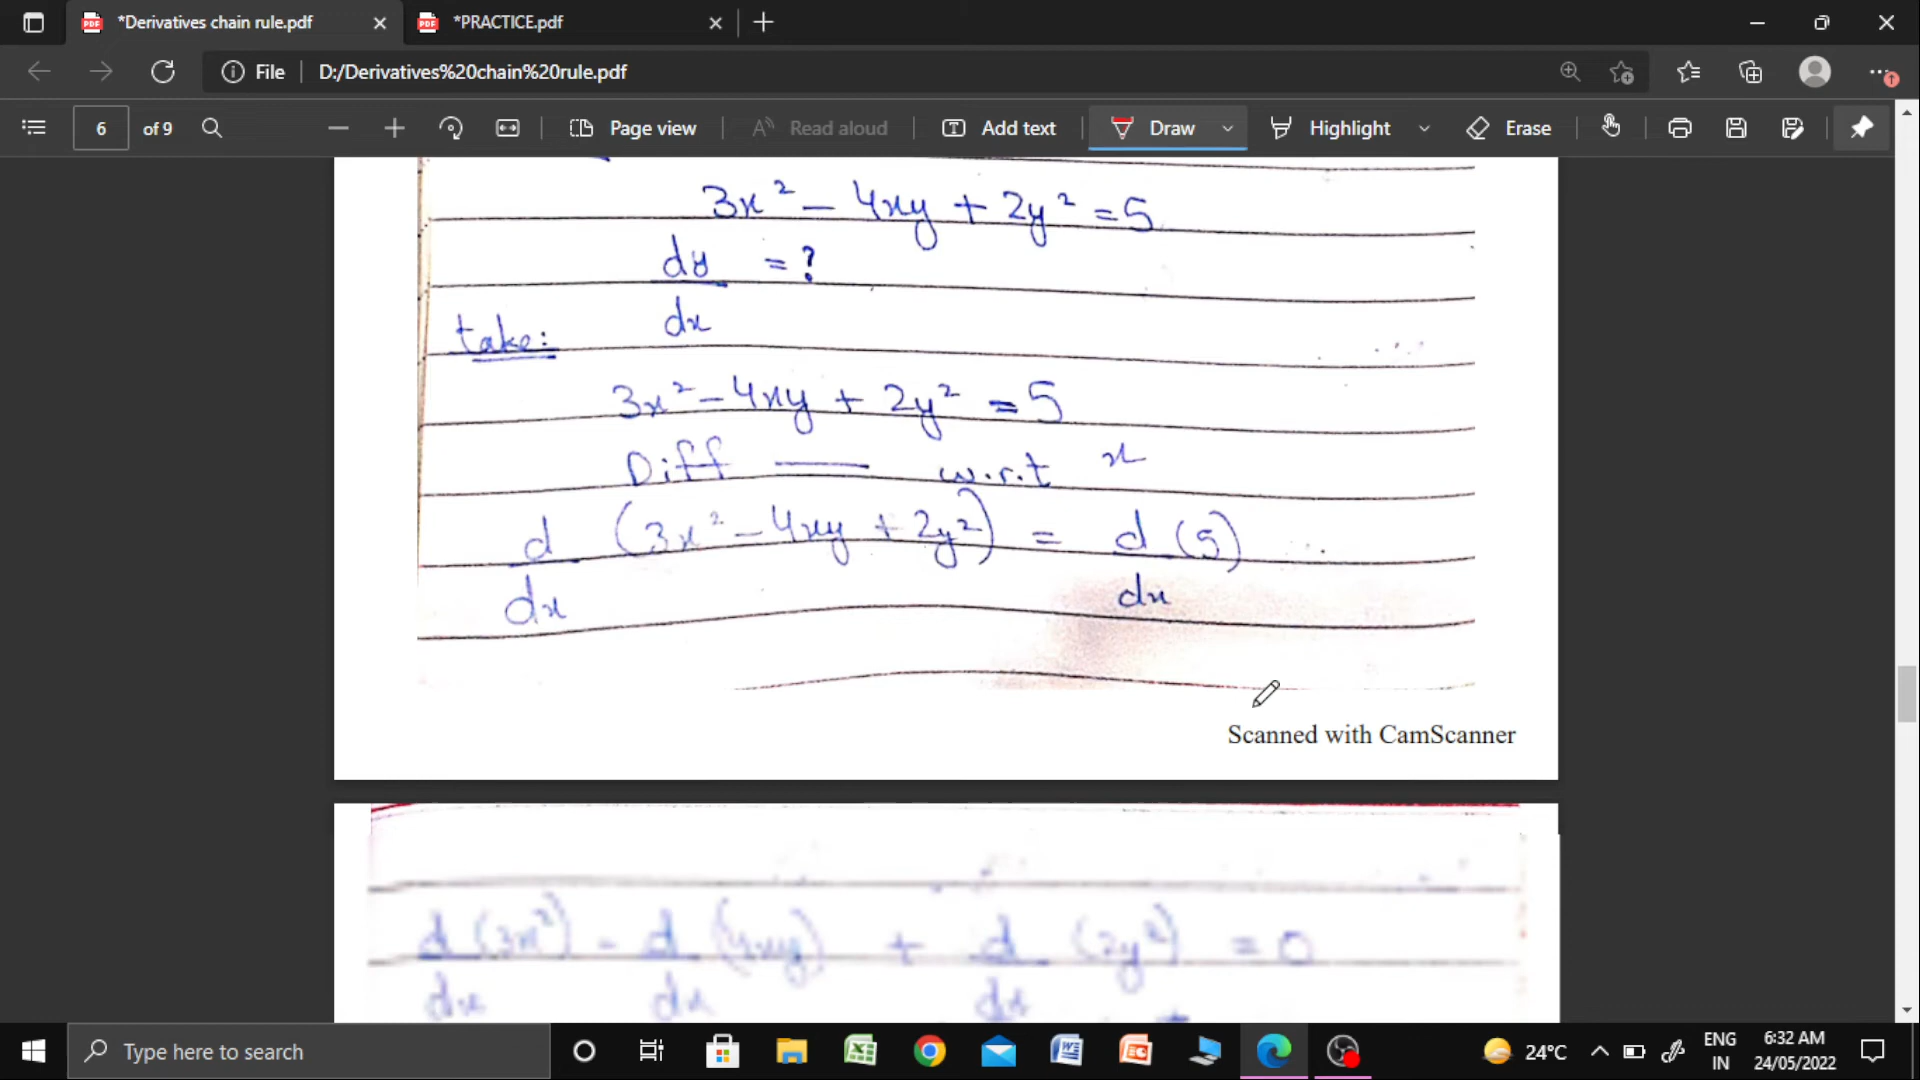 *Derivatives chain rule.pdf
*PRACTICE.pdf
File
D:/Derivatives%20chain%20rule.pdf
6 of 9
Page view
Read aloud
Add text
Draw
Highlight
Erase
3x² - 4xy + 2y² = 5
dy = ?
dx
take:
3x² - 4xy + 2y² = 5
Diff — w.r.t x
d (3x² - 4xy + 2y²) = d (5)
dx dx
Scanned with CamScanner
d (3x²) - d (4xy) + d (2y²) = 0
dx dx dx
Type here to search
24°C
ENG
IN
6:32 AM
24/05/2022